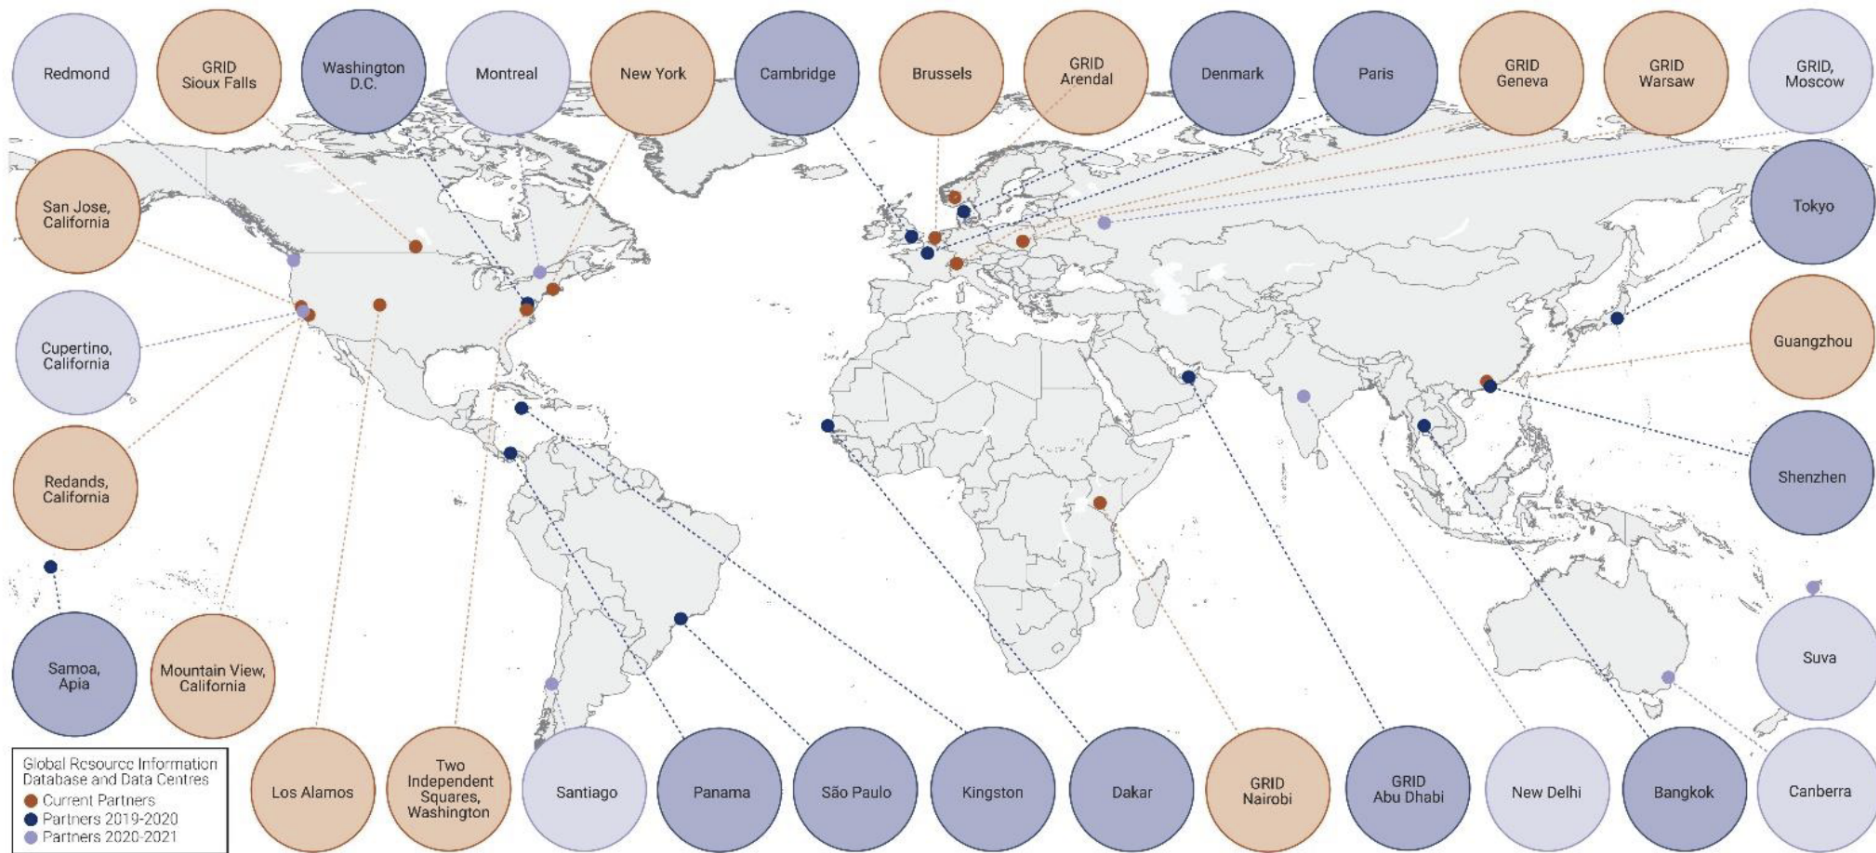 Redmond
GRID
Sioux Falls
Washington
D.C.
Montreal
New York
Cambridge
Brussels
GRID
Arendal
Denmark
Paris
GRID
Geneva
GRID
Warsaw
GRID,
Moscow
San Jose,
California
Tokyo
Cupertino,
California
Guangzhou
Redands,
California
Shenzhen
Samoa,
Apia
Mountain View,
California
Suva
Global Resource Information
Database and Data Centres
Current Partners
Partners 2019-2020
Partners 2020-2021
Los Alamos
Two
Independent
Squares,
Washington
Santiago
Panama
São Paulo
Kingston
Dakar
GRID
Nairobi
GRID
Abu Dhabi
New Delhi
Bangkok
Canberra